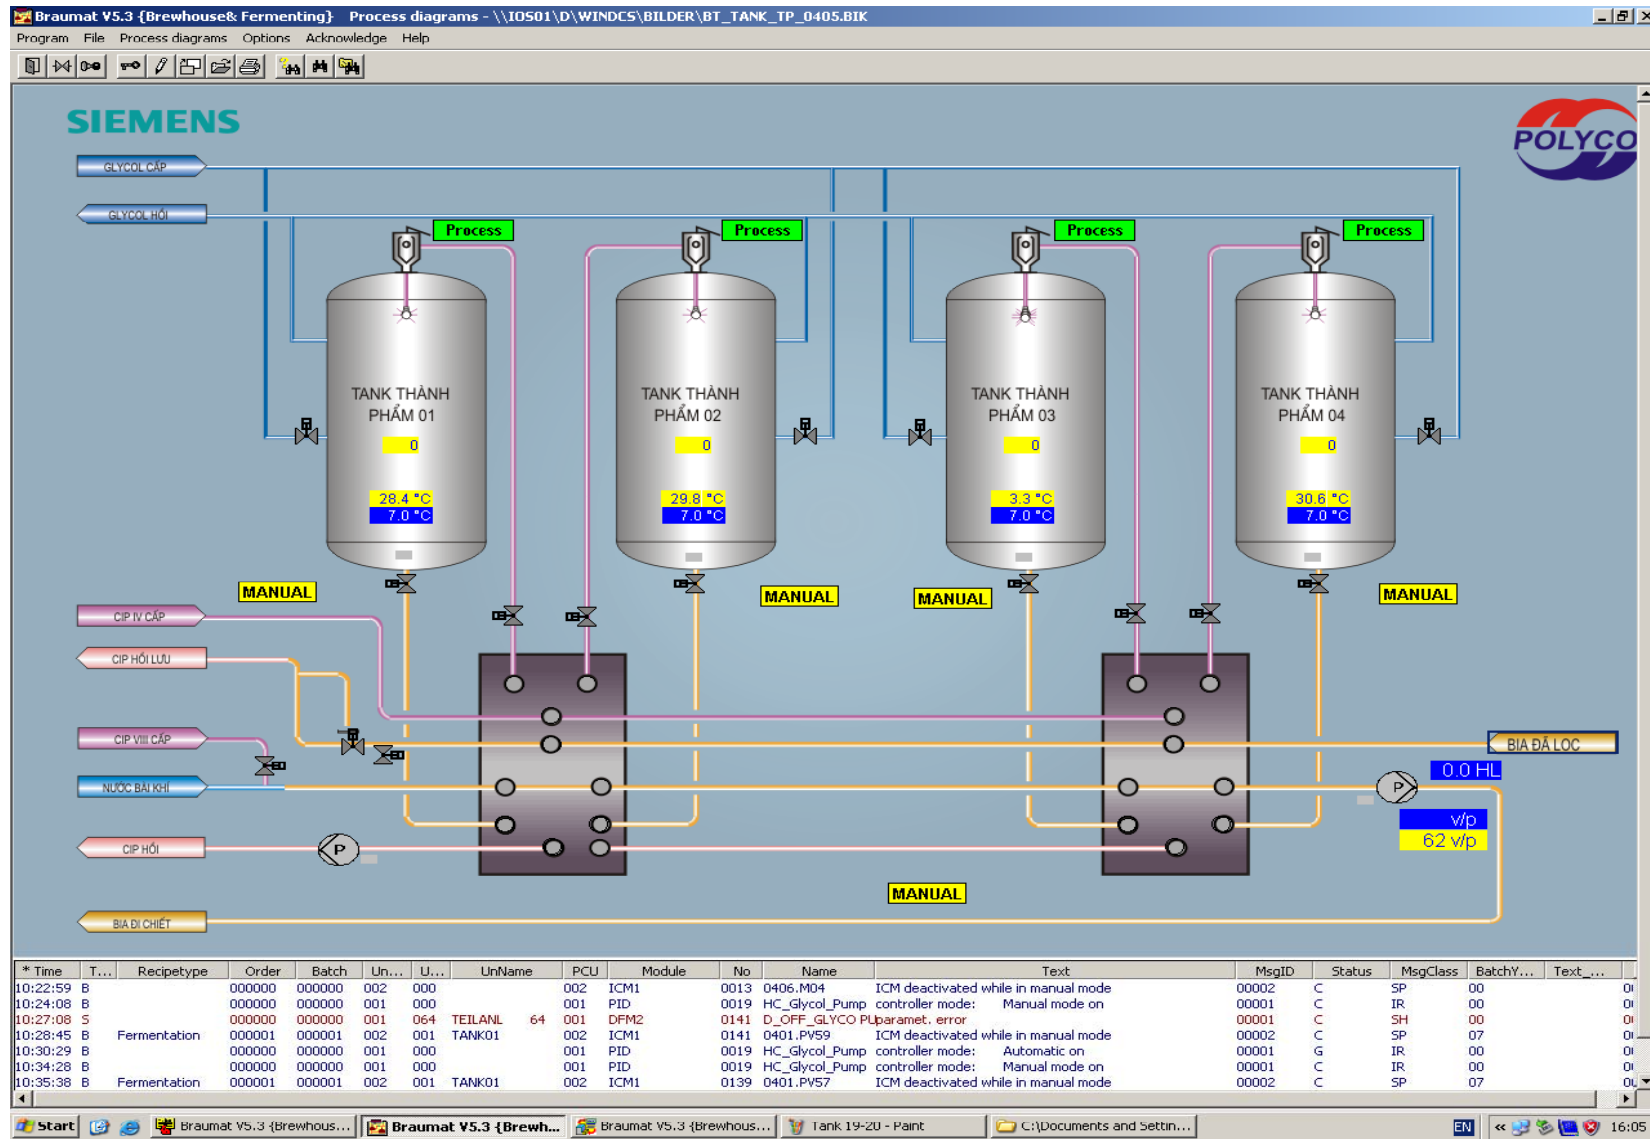 Braumat V5.3 {Brewhouse& Fermenting}   Process diagrams - \\IOS01\D\WINDCS\BILDER\BT_TANK_TP_0405.BIK
Program File Process diagrams Options Acknowledge Help
SIEMENS
POLYCO
GLYCOL CẤP
GLYCOL HỒI
Process Process Process Process
TANK THÀNH PHẨM 01
0
28.4 °C
7.0 °C
TANK THÀNH PHẨM 02
0
29.8 °C
7.0 °C
TANK THÀNH PHẨM 03
0
3.3 °C
7.0 °C
TANK THÀNH PHẨM 04
0
30.6 °C
7.0 °C
MANUAL MANUAL MANUAL MANUAL
CIP IV CẤP
CIP HỒI LƯU
CIP VIII CẤP
BIA ĐÃ LỌC
0.0 HL
NƯỚC BÀI KHÍ
P
v/p
62 v/p
CIP HỒI
P
MANUAL
BIA ĐI CHIẾT
* Time T... Recipetype Order Batch Un... U... UnName PCU Module No Name Text MsgID Status MsgClass BatchY... Text_...
10:22:59 B 000000 000000 002 000 002 ICM1 0013 0406.M04 ICM deactivated while in manual mode 00002 C SP 00
10:24:08 B 000000 000000 001 000 001 PID 0019 HC_Glycol_Pump controller mode: Manual mode on 00001 C IR 00
10:27:08 S 000000 000000 001 064 TEILANL 64 001 DFM2 0141 D_OFF_GLYCO PU paramet. error 00001 C SH 00
10:28:45 B Fermentation 000001 000001 002 001 TANK01 002 ICM1 0141 0401.PV59 ICM deactivated while in manual mode 00002 C SP 07
10:30:29 B 000000 000000 001 000 001 PID 0019 HC_Glycol_Pump controller mode: Automatic on 00001 G IR 00
10:34:28 B 000000 000000 001 000 001 PID 0019 HC_Glycol_Pump controller mode: Manual mode on 00001 C IR 00
10:35:38 B Fermentation 000001 000001 002 001 TANK01 002 ICM1 0139 0401.PV57 ICM deactivated while in manual mode 00002 C SP 07
Start Braumat V5.3 {Brewhous... Braumat V5.3 {Brewh... Braumat V5.3 {Brewhous... Tank 19-20 - Paint C:\Documents and Settin... EN « 16:05